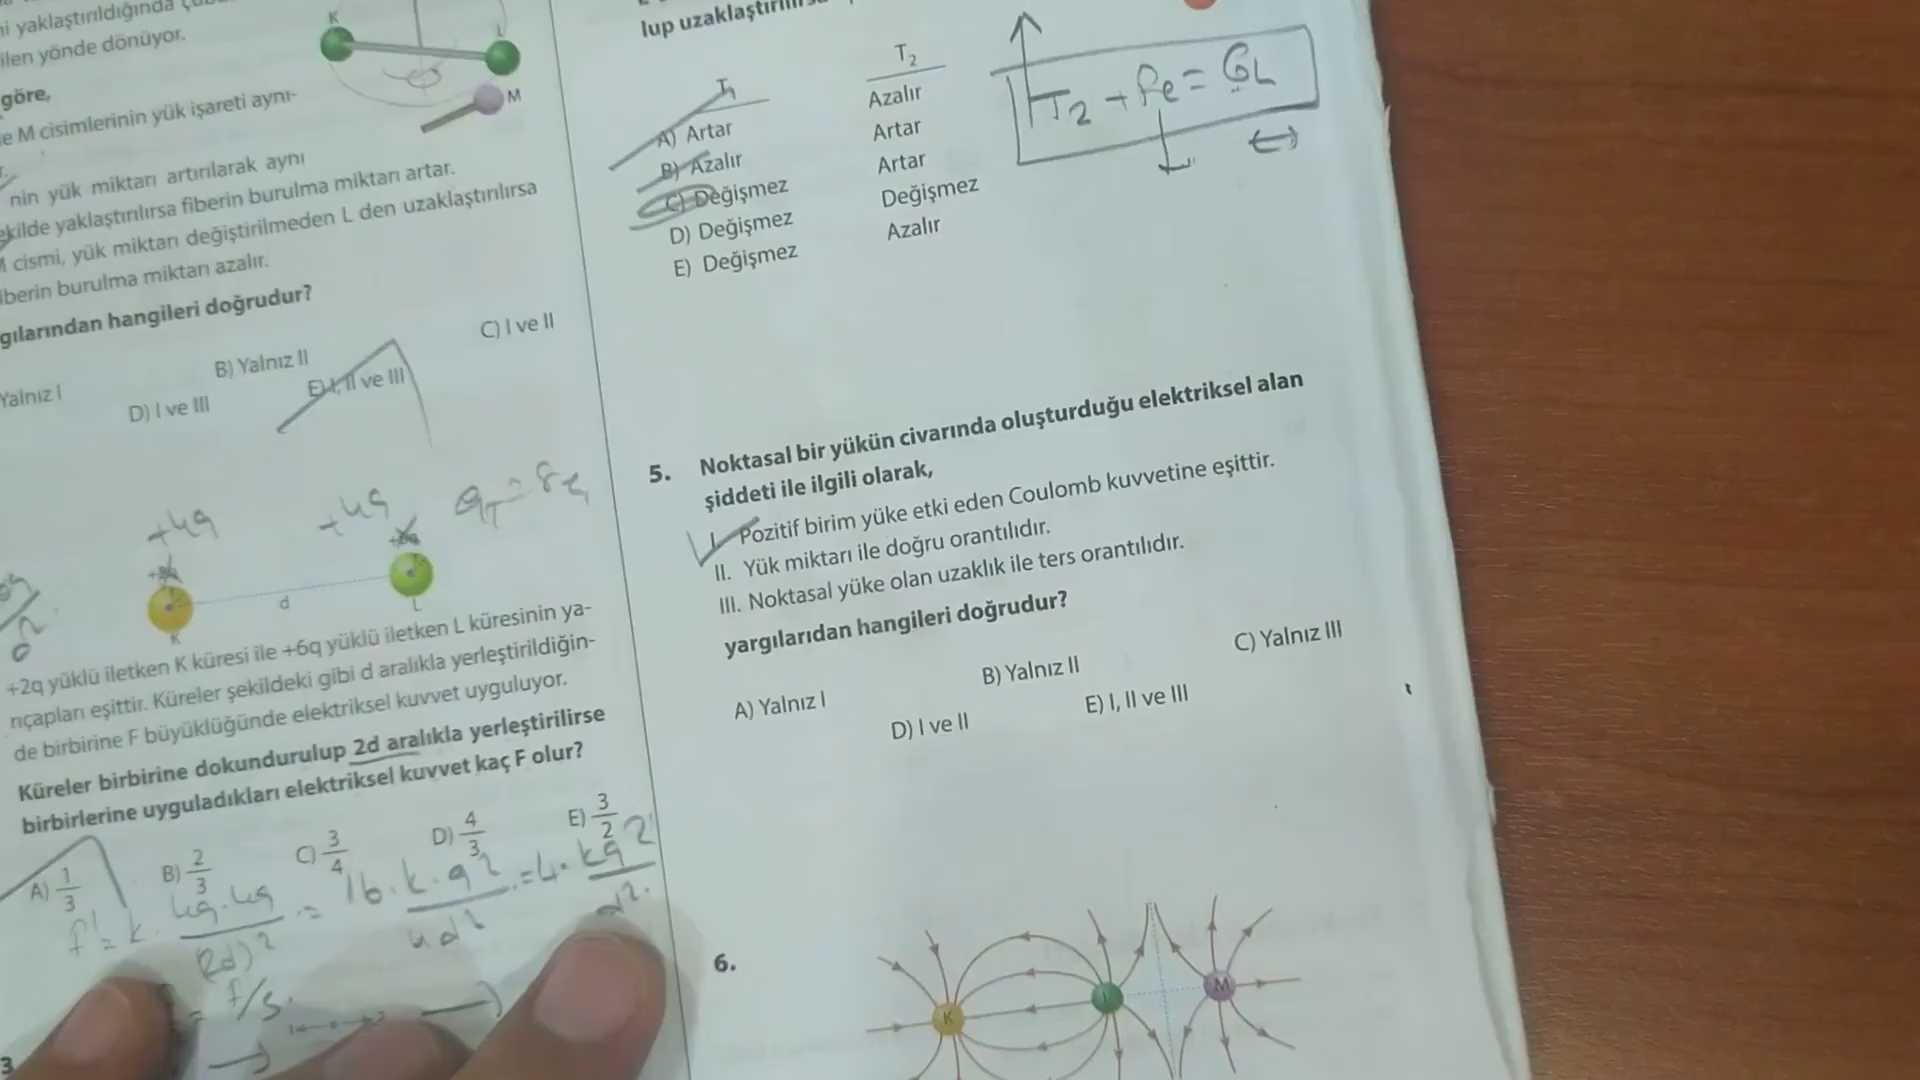 yaklaştırıldığında
ilen yönde dönüyor.
göre,
M cisimlerinin yük işareti aynı-
K
L
M
nin yük miktarı artırılarak aynı
ekilde yaklaştırılırsa fiberin burulma miktarı artar.
cismi, yük miktarı değiştirilmeden L den uzaklaştırılırsa
iberin burulma miktarı azalır.
gılarından hangileri doğrudur?
Yalnız I
B) Yalnız II
C) I ve II
D) I ve III
E) I, II ve III
+4q
+4q
d
K
L
+2q yüklü iletken K küresi ile +6q yüklü iletken L küresinin ya-
rıçapları eşittir. Küreler şekildeki gibi d aralıkla yerleştirildiğin-
de birbirine F büyüklüğünde elektriksel kuvvet uyguluyor.
Küreler birbirine dokundurulup 2d aralıkla yerleştirilirse
birbirlerine uyguladıkları elektriksel kuvvet kaç F olur?
A) 1/3
B) 2/3
C) 3/4
D) 4/3
E) 3/2
3
lup
T₂
A) Artar
Azalır
B) Azalır
Artar
C) Değişmez
Artar
D) Değişmez
Değişmez
E) Değişmez
Azalır
T₂ + Fe = GL
5. Noktasal bir yükün civarında oluşturduğu elektriksel alan
şiddeti ile ilgili olarak,
I. Pozitif birim yüke etki eden Coulomb kuvvetine eşittir.
II. Yük miktarı ile doğru orantılıdır.
III. Noktasal yüke olan uzaklık ile ters orantılıdır.
yargılarıdan hangileri doğrudur?
A) Yalnız I
B) Yalnız II
C) Yalnız III
D) I ve II
E) I, II ve III
6.
K
M